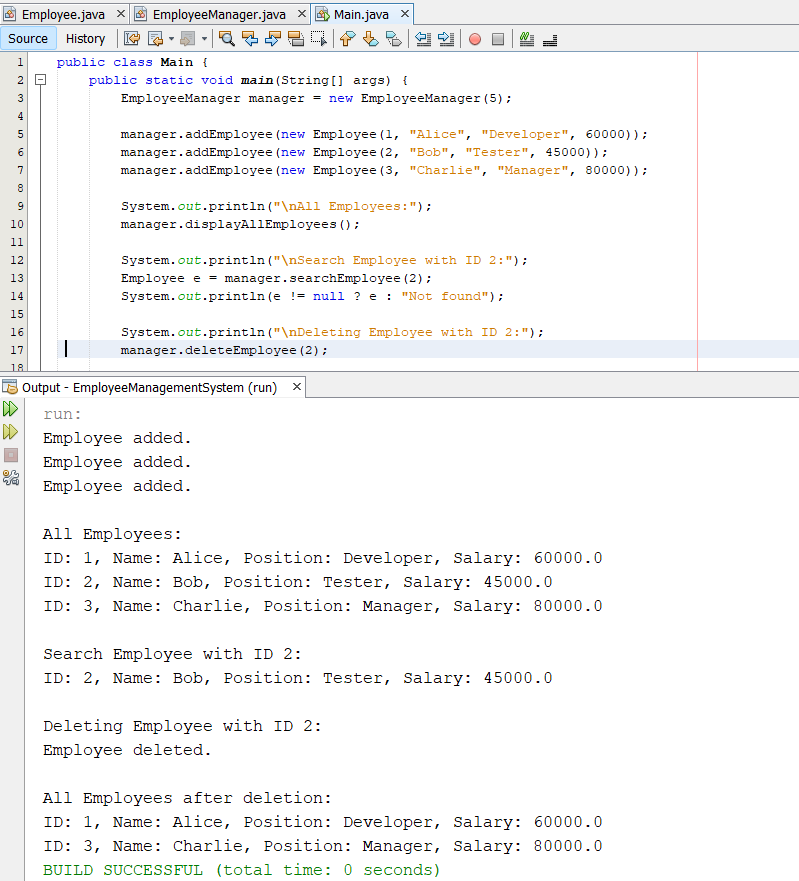 Employee.java × EmployeeManager.java × Main.java ×
Source History
1 public class Main {
2 public static void main(String[] args) {
3 EmployeeManager manager = new EmployeeManager(5);
4
5 manager.addEmployee(new Employee(1, "Alice", "Developer", 60000));
6 manager.addEmployee(new Employee(2, "Bob", "Tester", 45000));
7 manager.addEmployee(new Employee(3, "Charlie", "Manager", 80000));
8
9 System.out.println("\nAll Employees:");
10 manager.displayAllEmployees();
11
12 System.out.println("\nSearch Employee with ID 2:");
13 Employee e = manager.searchEmployee(2);
14 System.out.println(e != null ? e : "Not found");
15
16 System.out.println("\nDeleting Employee with ID 2:");
17 manager.deleteEmployee(2);
18
Output - EmployeeManagementSystem (run) ×
run:
Employee added.
Employee added.
Employee added.
All Employees:
ID: 1, Name: Alice, Position: Developer, Salary: 60000.0
ID: 2, Name: Bob, Position: Tester, Salary: 45000.0
ID: 3, Name: Charlie, Position: Manager, Salary: 80000.0
Search Employee with ID 2:
ID: 2, Name: Bob, Position: Tester, Salary: 45000.0
Deleting Employee with ID 2:
Employee deleted.
All Employees after deletion:
ID: 1, Name: Alice, Position: Developer, Salary: 60000.0
ID: 3, Name: Charlie, Position: Manager, Salary: 80000.0
BUILD SUCCESSFUL (total time: 0 seconds)